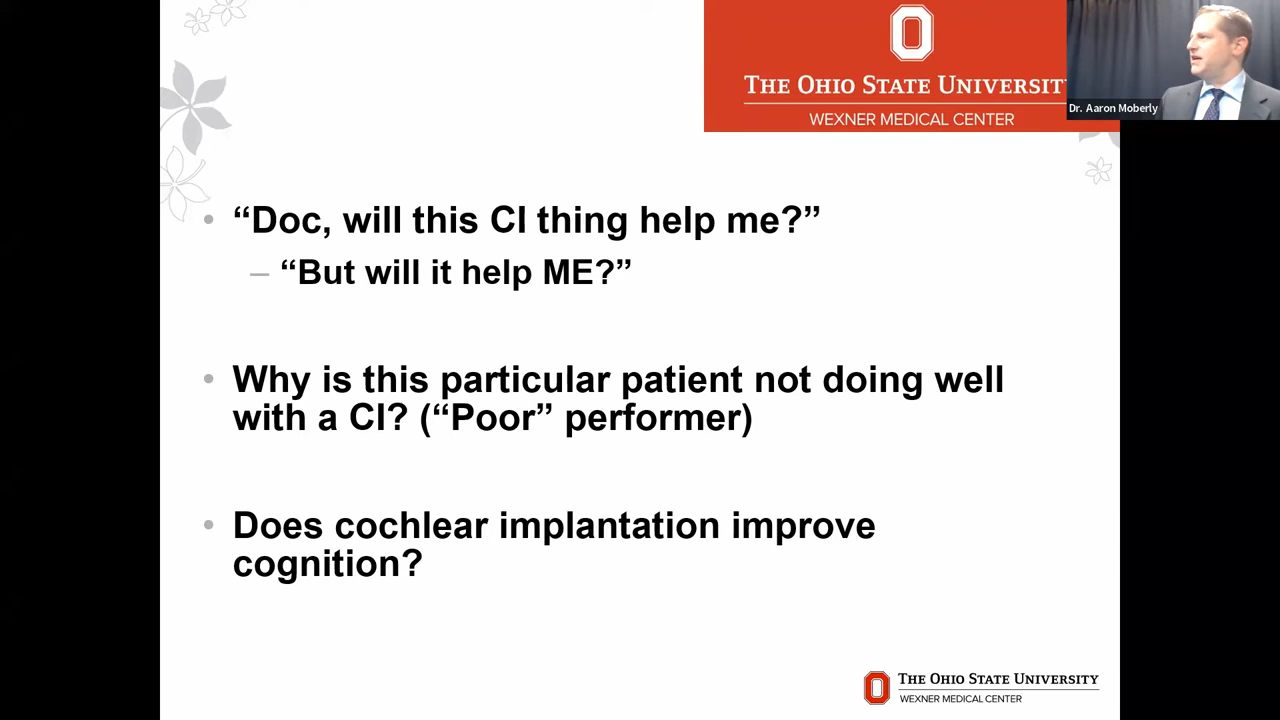 THE OHIO STATE UNIVERSITY
WEXNER MEDICAL CENTER
Dr. Aaron Moberly
• “Doc, will this CI thing help me?”
– “But will it help ME?”
• Why is this particular patient not doing well
with a CI? (“Poor” performer)
• Does cochlear implantation improve
cognition?
THE OHIO STATE UNIVERSITY
WEXNER MEDICAL CENTER